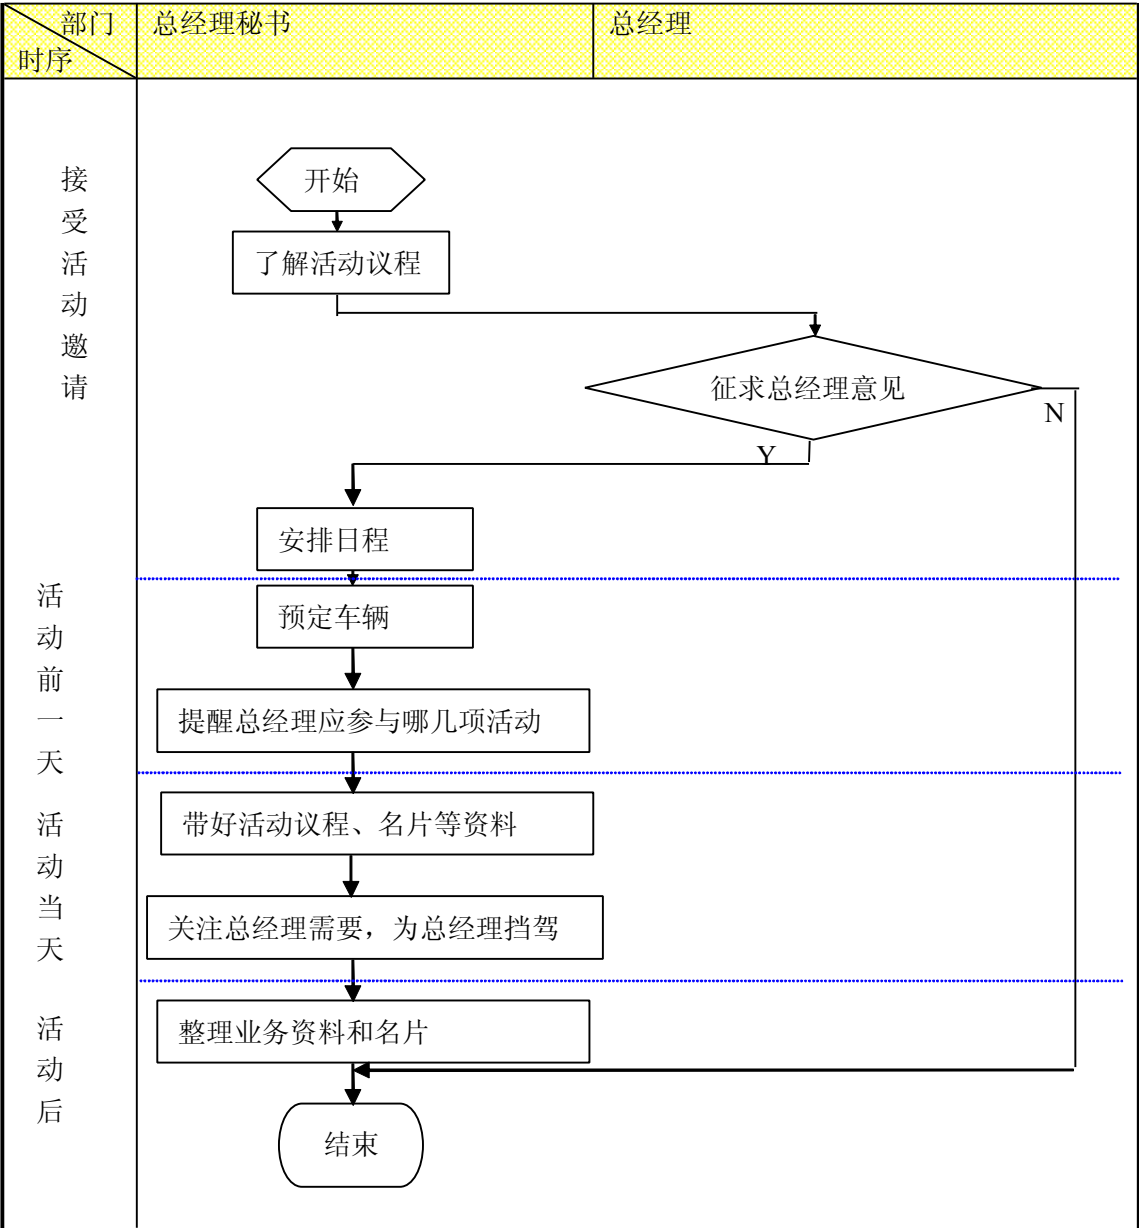 部门
时序
总经理秘书
总经理
接受活动邀请
开始
了解活动议程
征求总经理意见
N
Y
安排日程
活动前一天
预定车辆
提醒总经理应参与哪几项活动
活动当天
带好活动议程、名片等资料
关注总经理需要，为总经理挡驾
活动后
整理业务资料和名片
结束